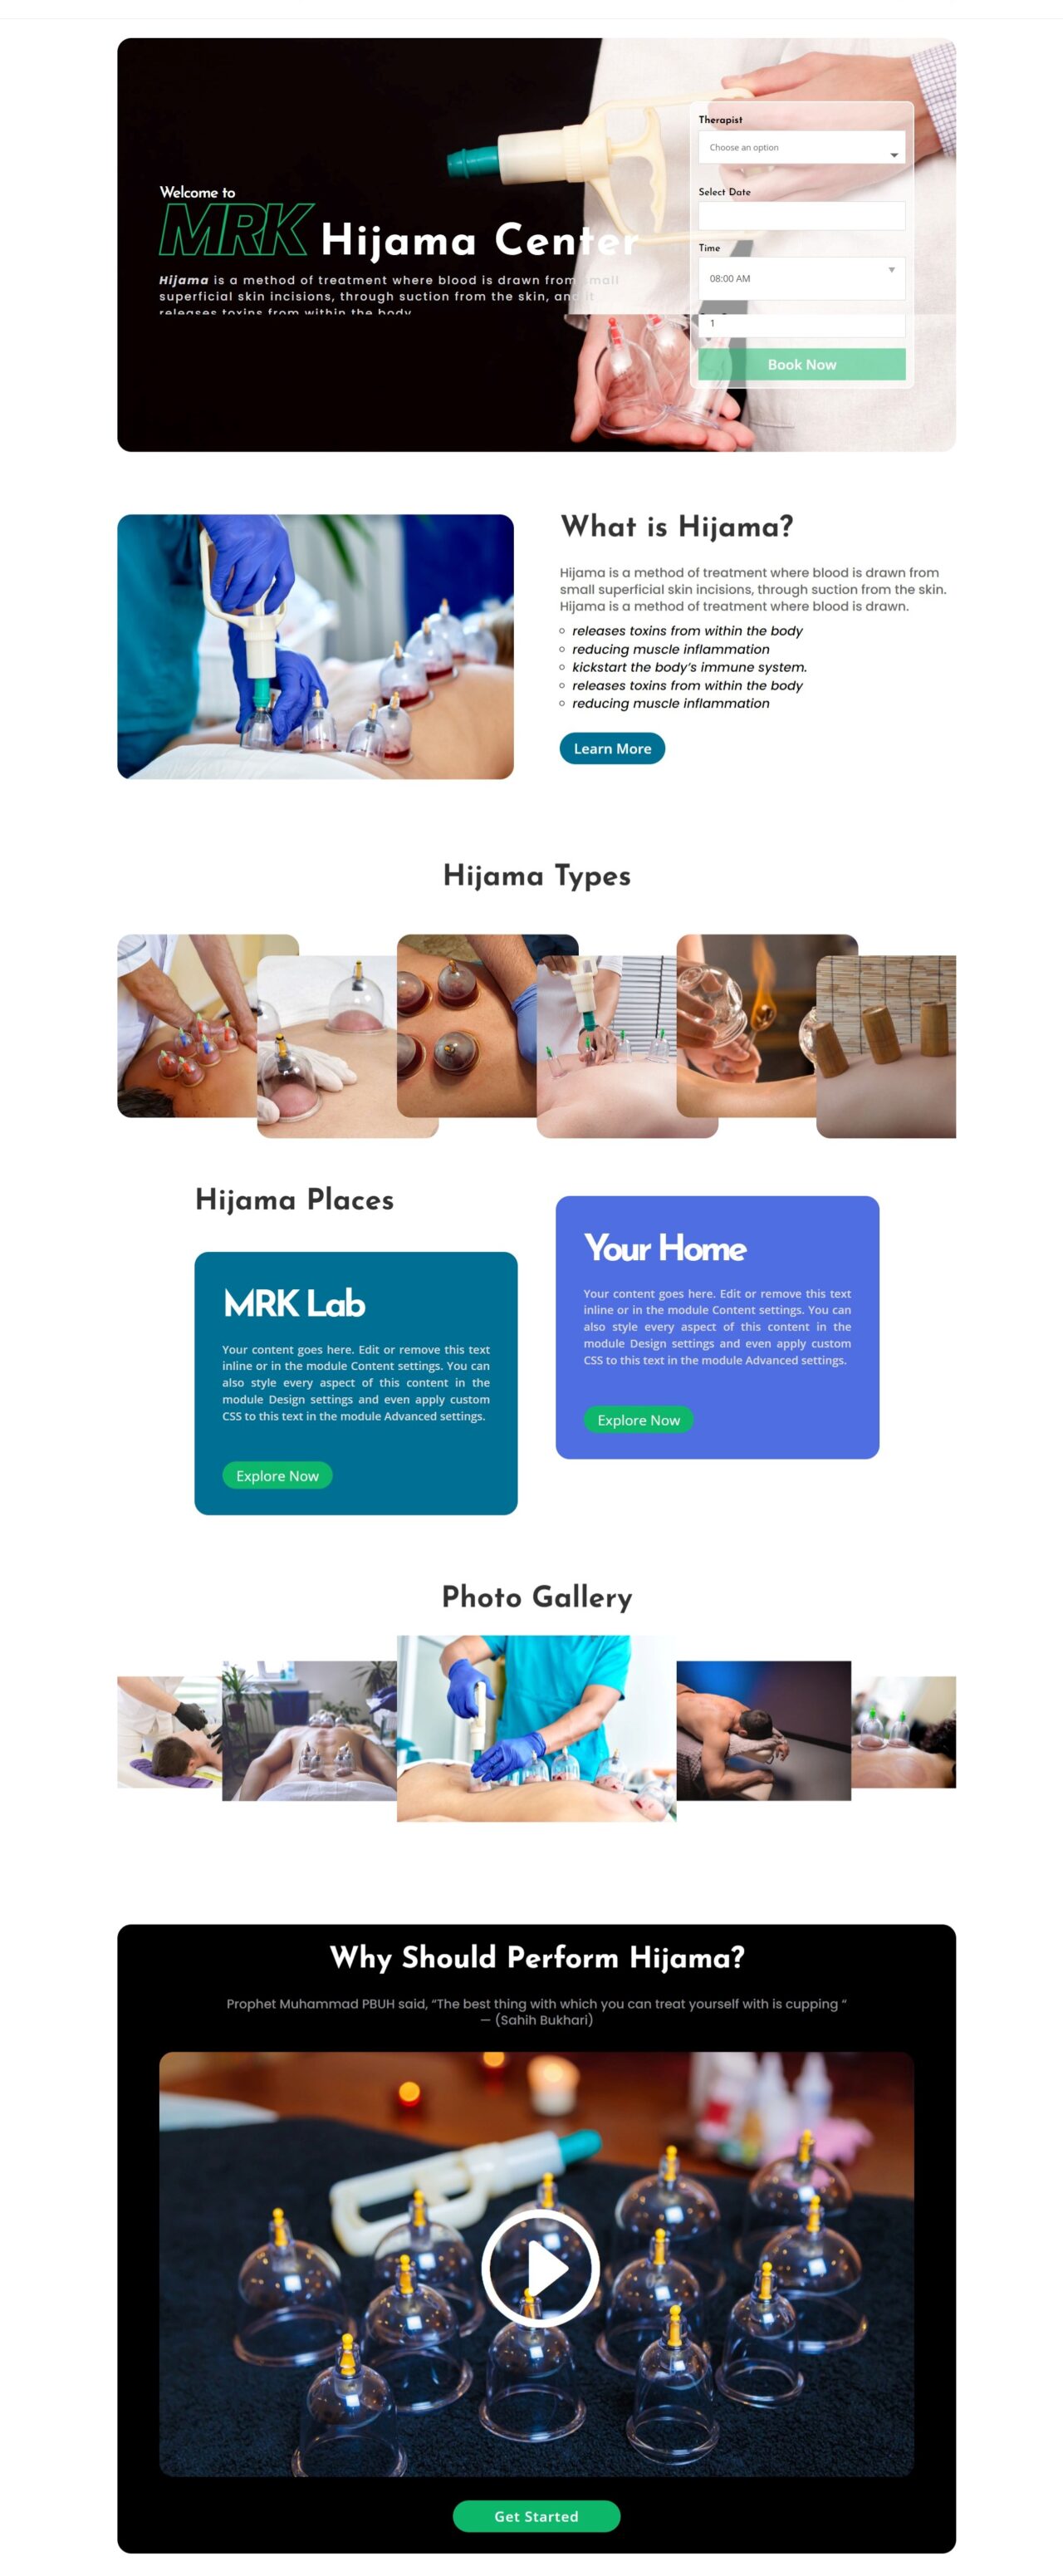 Welcome to
MRK Hijama Center
Hijama is a method of treatment where blood is drawn from small
superficial skin incisions, through suction from the skin, and it
releases toxins from within the body
Therapist
Choose an option
Select Date
Time
08:00 AM
1
Book Now
What is Hijama?
Hijama is a method of treatment where blood is drawn from
small superficial skin incisions, through suction from the skin.
Hijama is a method of treatment where blood is drawn.
releases toxins from within the body
reducing muscle inflammation
kickstart the body's immune system.
releases toxins from within the body
reducing muscle inflammation
Learn More
Hijama Types
Hijama Places
MRK Lab
Your content goes here. Edit or remove this text
inline or in the module Content settings. You can
also style every aspect of this content in the
module Design settings and even apply custom
CSS to this text in the module Advanced settings.
Explore Now
Your Home
Your content goes here. Edit or remove this text
inline or in the module Content settings. You can
also style every aspect of this content in the
module Design settings and even apply custom
CSS to this text in the module Advanced settings.
Explore Now
Photo Gallery
Why Should Perform Hijama?
Prophet Muhammad PBUH said, “The best thing with which you can treat yourself with is cupping “
— (Sahih Bukhari)
Get Started